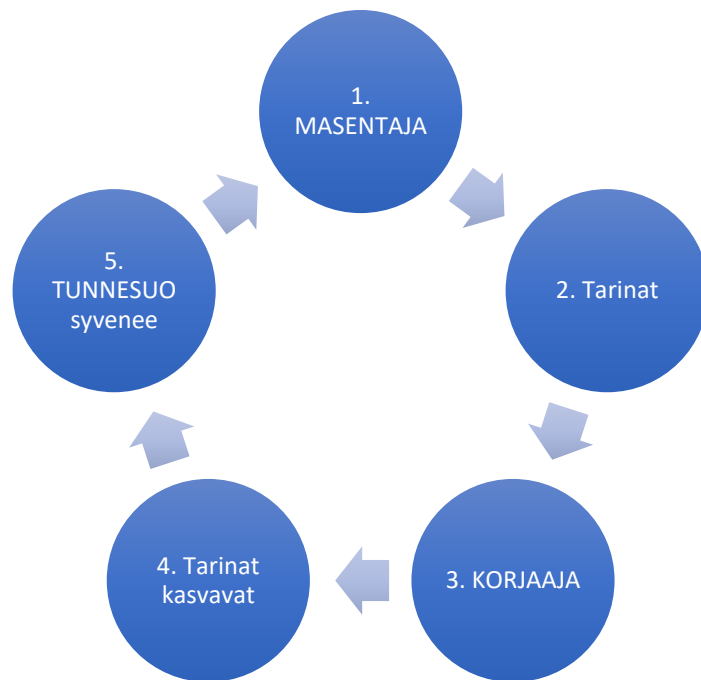 1.
MASENTAJA
2. Tarinat
3. KORJAAJA
4. Tarinat
kasvavat
5.
TUNNESUO
syvenee